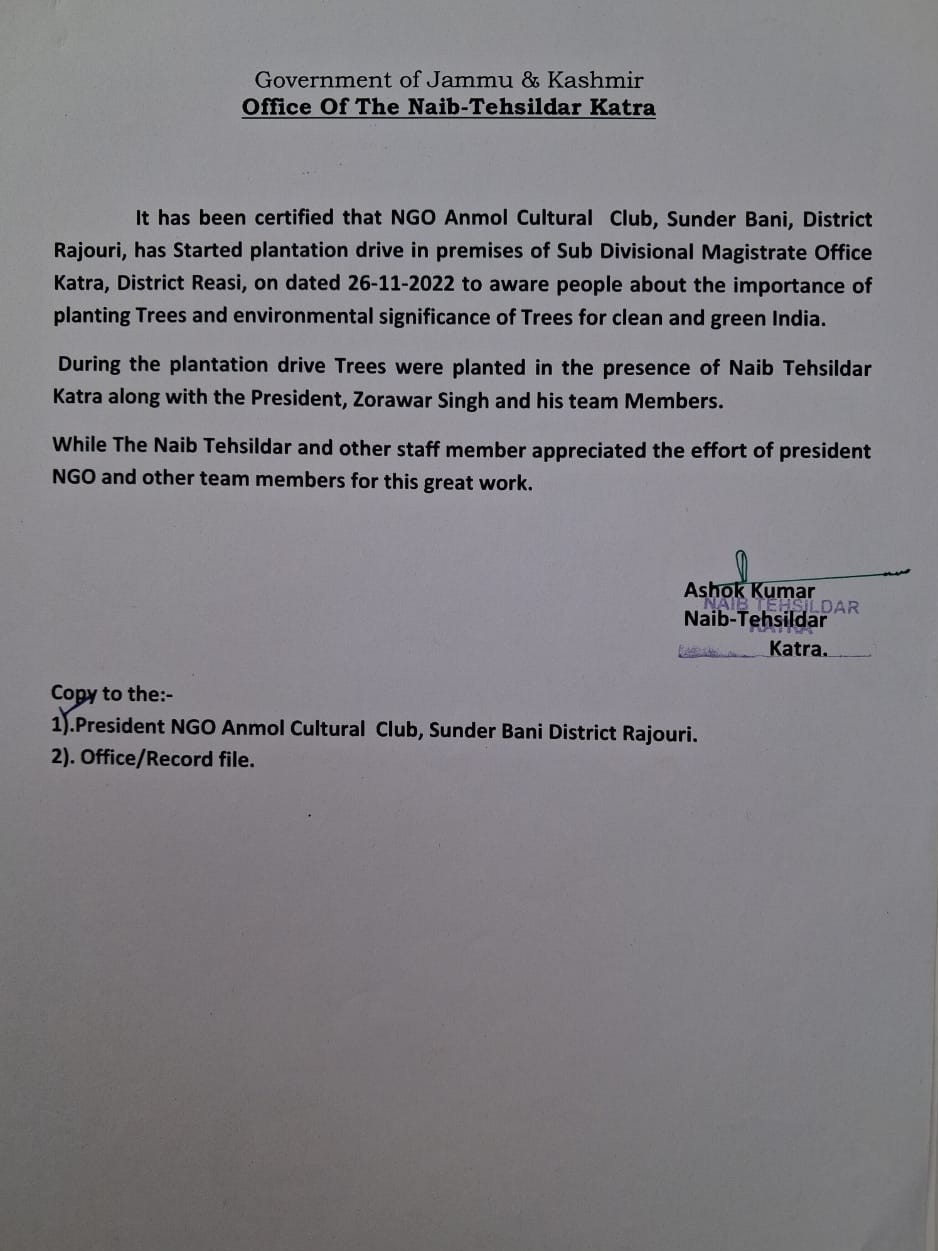 Government of Jammu & Kashmir
Office Of The Naib-Tehsildar Katra
It has been certified that NGO Anmol Cultural Club, Sunder Bani, District
Rajouri, has Started plantation drive in premises of Sub Divisional Magistrate Office
Katra, District Reasi, on dated 26-11-2022 to aware people about the importance of
planting Trees and environmental significance of Trees for clean and green India.
During the plantation drive Trees were planted in the presence of Naib Tehsildar
Katra along with the President, Zorawar Singh and his team Members.
While The Naib Tehsildar and other staff member appreciated the effort of president
NGO and other team members for this great work.
Ashok Kumar
NAIB TEHSILDAR
Naib-Tehsildar
KATRA
Katra.
Copy to the:-
1).President NGO Anmol Cultural Club, Sunder Bani District Rajouri.
2). Office/Record file.